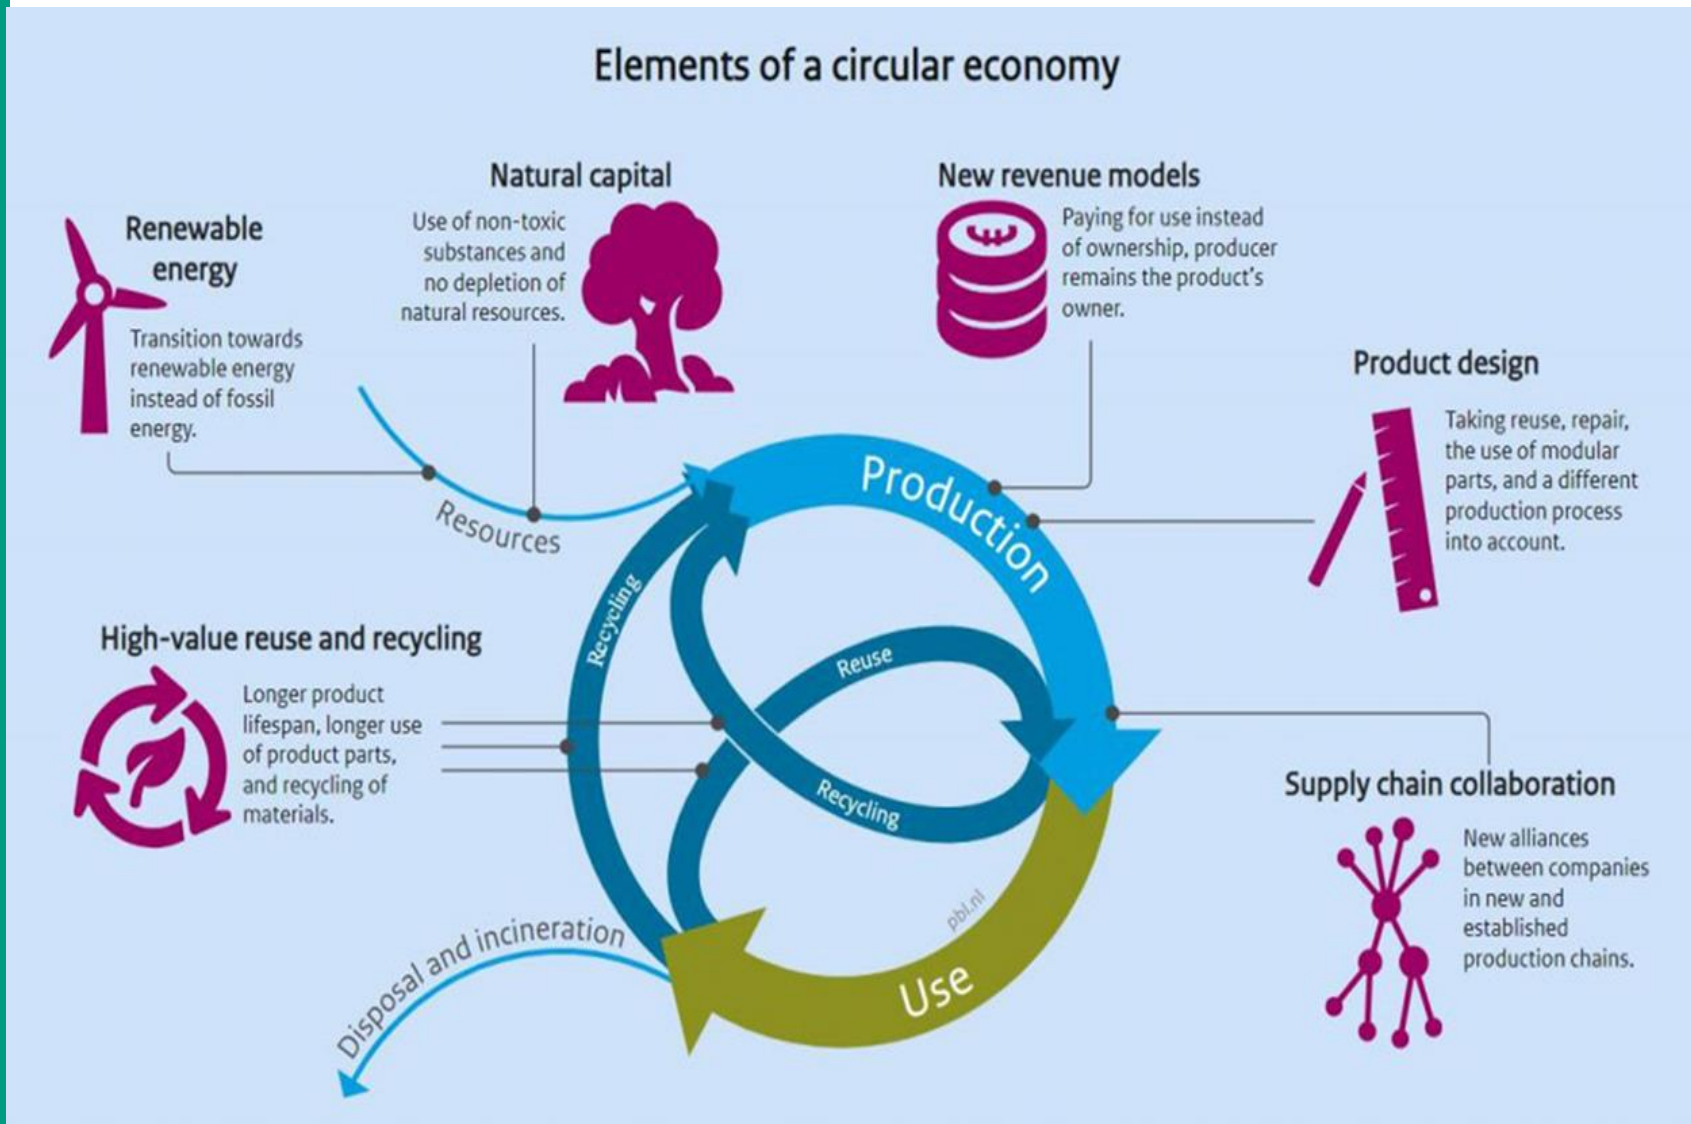 Elements of a circular economy
Natural capital
Use of non-toxic
substances and
no depletion of
natural resources.
New revenue models
Paying for use instead
of ownership, producer
remains the product's
owner.
Renewable
energy
Transition towards
renewable energy
instead of fossil
energy.
Product design
Taking reuse, repair,
the use of modular
parts, and a different
production process
into account.
Resources
Production
High-value reuse and recycling
Longer product
lifespan, longer use
of product parts,
and recycling of
materials.
Recycling
Reuse
Recycling
Supply chain collaboration
New alliances
between companies
in new and
established
production chains.
pbl.nl
Use
Disposal and incineration